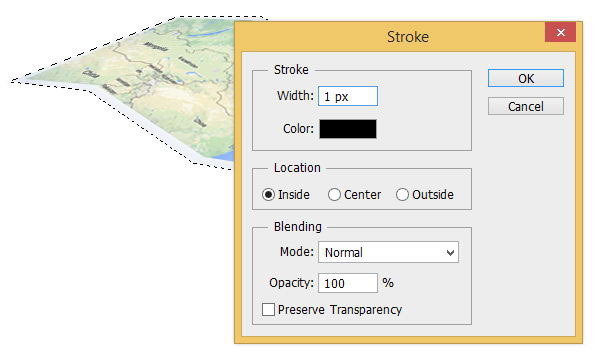 Stroke
Stroke
Width: 1 px
Color:
OK
Cancel
Location
Inside Center Outside
Blending
Mode: Normal
Opacity: 100 %
Preserve Transparency